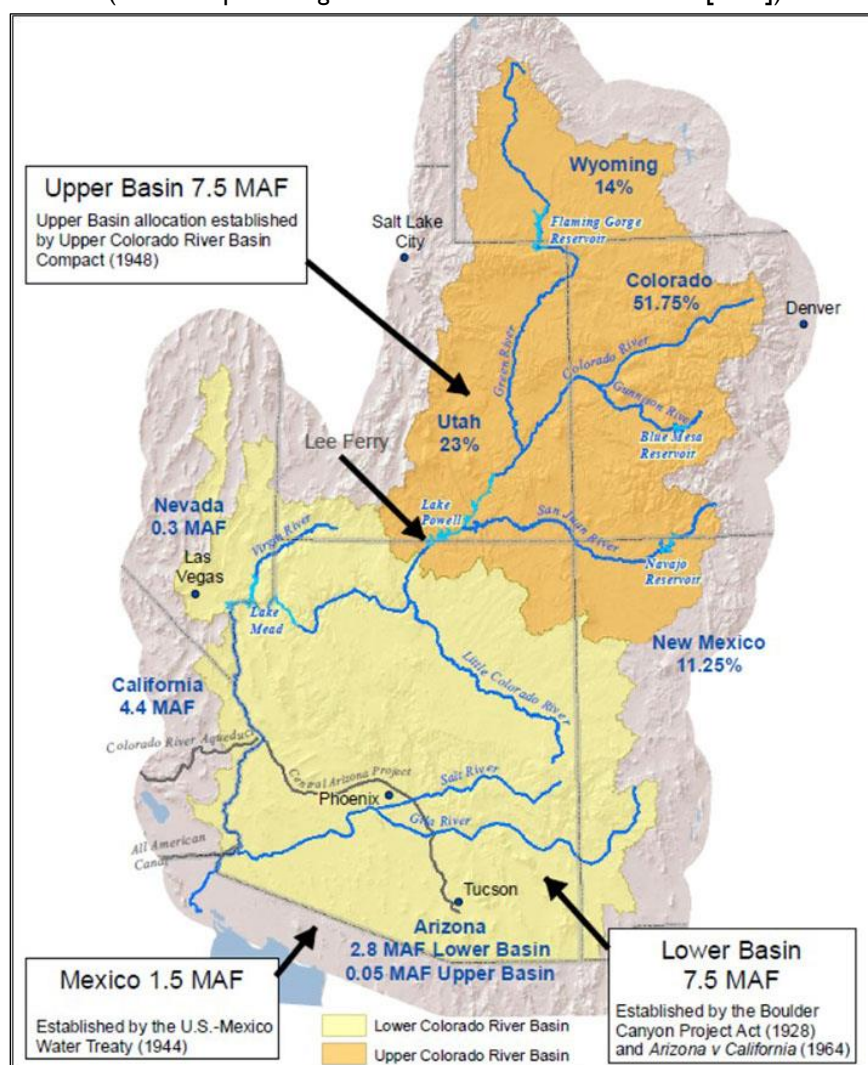 Wyoming
14%
Upper Basin 7.5 MAF
Upper Basin allocation established
by Upper Colorado River Basin
Compact (1948)
Salt Lake
City
Flaming Gorge
Reservoir
Colorado
51.75%
Denver
Green River
Colorado River
Gunnison River
Blue Mesa
Reservoir
Utah
23%
Lee Ferry
Lake
Powell
San Juan River
Navajo
Reservoir
Nevada
0.3 MAF
Virgin River
Las
Vegas
Lake
Mead
New Mexico
11.25%
California
4.4 MAF
Little Colorado River
Colorado River Aqueduct
Central Arizona Project
Phoenix
Salt River
Gila River
All American
Canal
Tucson
Arizona
2.8 MAF Lower Basin
0.05 MAF Upper Basin
Mexico 1.5 MAF
Established by the U.S.-Mexico
Water Treaty (1944)
Lower Basin
7.5 MAF
Established by the Boulder
Canyon Project Act (1928)
and Arizona v California (1964)
Lower Colorado River Basin
Upper Colorado River Basin